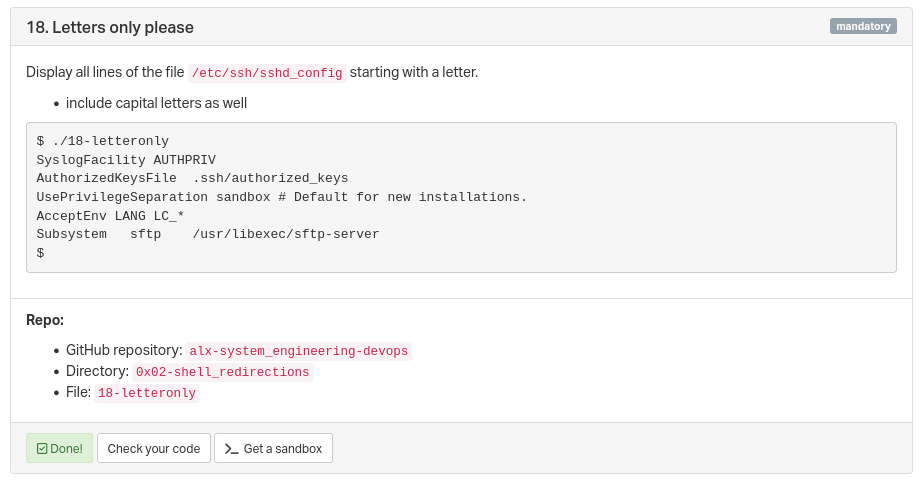 18. Letters only please
mandatory
Display all lines of the file /etc/ssh/sshd_config starting with a letter.
• include capital letters as well
$ ./18-letteronly
SyslogFacility AUTHPRIV
AuthorizedKeysFile  .ssh/authorized_keys
UsePrivilegeSeparation sandbox # Default for new installations.
AcceptEnv LANG LC_*
Subsystem   sftp    /usr/libexec/sftp-server
$
Repo:
• GitHub repository: alx-system_engineering-devops
• Directory: 0x02-shell_redirections
• File: 18-letteronly
Done! Check your code >_ Get a sandbox